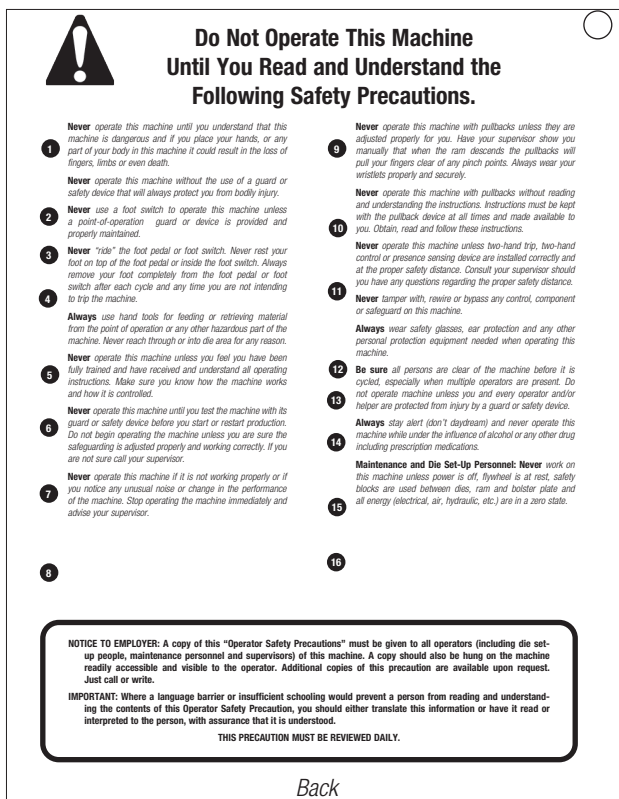 Do Not Operate This Machine
Until You Read and Understand the
Following Safety Precautions.
1
Never operate this machine until you understand that this
machine is dangerous and if you place your hands, or any
part of your body in this machine it could result in the loss of
fingers, limbs or even death.
Never operate this machine without the use of a guard or
safety device that will always protect you from bodily injury.
2
Never use a foot switch to operate this machine unless
a point-of-operation guard or device is provided and
properly maintained.
3
Never "ride" the foot pedal or foot switch. Never rest your
foot on top of the foot pedal or inside the foot switch. Always
remove your foot completely from the foot pedal or foot
switch after each cycle and any time you are not intending
to trip the machine.
4
Always use hand tools for feeding or retrieving material
from the point of operation or any other hazardous part of the
machine. Never reach through or into die area for any reason.
5
Never operate this machine unless you feel you have been
fully trained and have received and understand all operating
instructions. Make sure you know how the machine works
and how it is controlled.
6
Never operate this machine until you test the machine with its
guard or safety device before you start or restart production.
Do not begin operating the machine unless you are sure the
safeguarding is adjusted properly and working correctly. If you
are not sure call your supervisor.
7
Never operate this machine if it is not working properly or if
you notice any unusual noise or change in the performance
of the machine. Stop operating the machine immediately and
advise your supervisor.
8
9
Never operate this machine with pullbacks unless they are
adjusted properly for you. Have your supervisor show you
manually that when the ram descends the pullbacks will
pull your fingers clear of any pinch points. Always wear your
wristlets properly and securely.
10
Never operate this machine with pullbacks without reading
and understanding the instructions. Instructions must be kept
with the pullback device at all times and made available to
you. Obtain, read and follow these instructions.
Never operate this machine unless two-hand trip, two-hand
control or presence sensing device are installed correctly and
at the proper safety distance. Consult your supervisor should
you have any questions regarding the proper safety distance.
11
Never tamper with, rewire or bypass any control, component
or safeguard on this machine.
Always wear safety glasses, ear protection and any other
personal protection equipment needed when operating this
machine.
12
Be sure all persons are clear of the machine before it is
cycled, especially when multiple operators are present. Do
not operate machine unless you and every operator and/or
helper are protected from injury by a guard or safety device.
13
Always stay alert (don't daydream) and never operate this
machine while under the influence of alcohol or any other drug
including prescription medications.
14
Maintenance and Die Set-Up Personnel: Never work on
this machine unless power is off, flywheel is at rest, safety
blocks are used between dies, ram and bolster plate and
all energy (electrical, air, hydraulic, etc.) are in a zero state.
15
16
NOTICE TO EMPLOYER: A copy of this "Operator Safety Precautions" must be given to all operators (including die set-
up people, maintenance personnel and supervisors) of this machine. A copy should also be hung on the machine
readily accessible and visible to the operator. Additional copies of this precaution are available upon request.
Just call or write.
IMPORTANT: Where a language barrier or insufficient schooling would prevent a person from reading and understand-
ing the contents of this Operator Safety Precaution, you should either translate this information or have it read or
interpreted to the person, with assurance that it is understood.
THIS PRECAUTION MUST BE REVIEWED DAILY.
Back